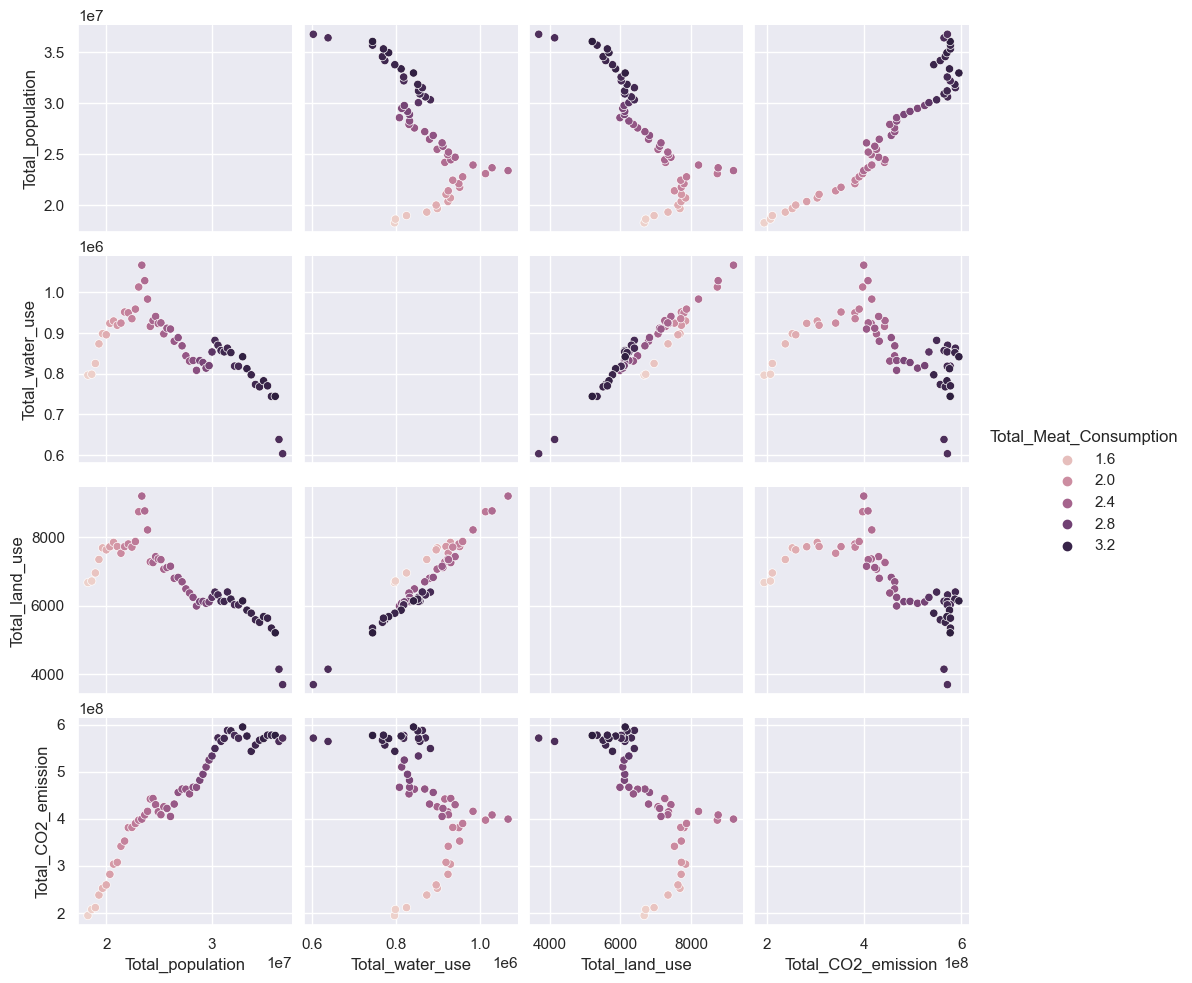 1e7
3.5
3.0
2.5
2.0
Total_population
1e6
1.0
0.9
0.8
0.7
0.6
Total_water_use
Total_Meat_Consumption
1.6
2.0
2.4
2.8
3.2
8000
6000
4000
Total_land_use
1e8
6
5
4
3
2
Total_CO2_emission
2 3
0.6 0.8 1.0
4000 6000 8000
2 4 6
Total_population 1e7
Total_water_use 1e6
Total_land_use
Total_CO2_emission 1e8